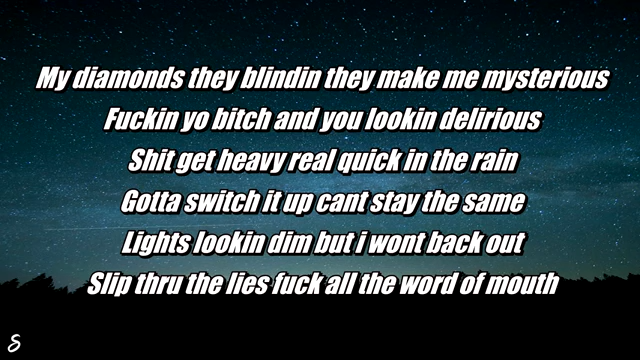 My diamonds they blindin they make me mysterious
Fuckin yo bitch and you lookin delirious
Shit get heavy real quick in the rain
Gotta switch it up cant stay the same
Lights lookin dim but i wont back out
Slip thru the lies fuck all the word of mouth
S